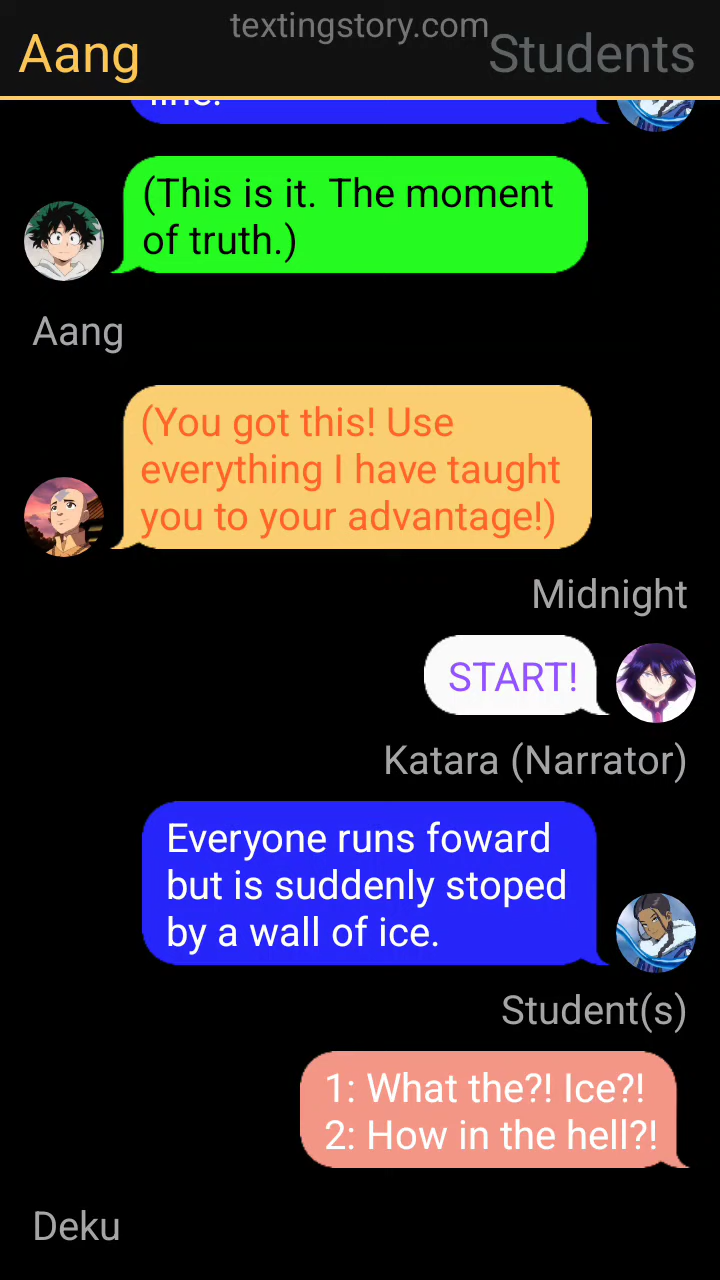 textingstory.com
Aang
Students
(This is it. The moment
of truth.)
Aang
(You got this! Use
everything I have taught
you to your advantage!)
Midnight
START!
Katara (Narrator)
Everyone runs foward
but is suddenly stoped
by a wall of ice.
Student(s)
1: What the?! Ice?!
2: How in the hell?!
Deku